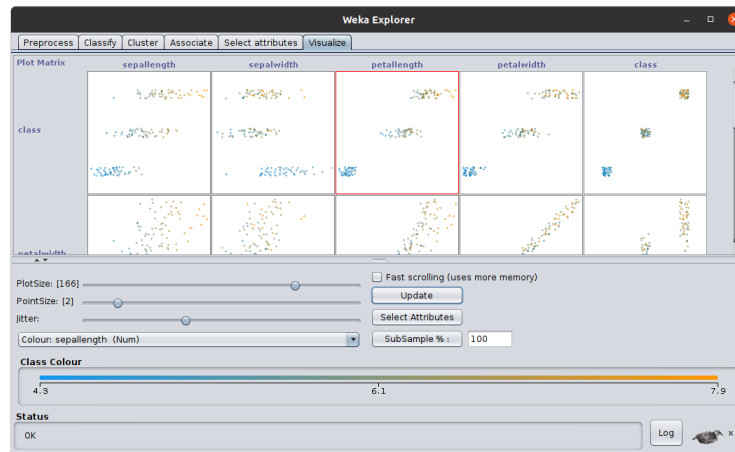 Weka Explorer
Preprocess Classify Cluster Associate Select attributes Visualize
Plot Matrix sepallength sepalwidth petallength petalwidth class
class
petalwidth
PlotSize: [166]
Fast scrolling (uses more memory)
PointSize: [2]
Update
Jitter:
Select Attributes
Colour: sepallength (Num)
SubSample % : 100
Class Colour
4.3 6.1 7.9
Status
OK
Log x